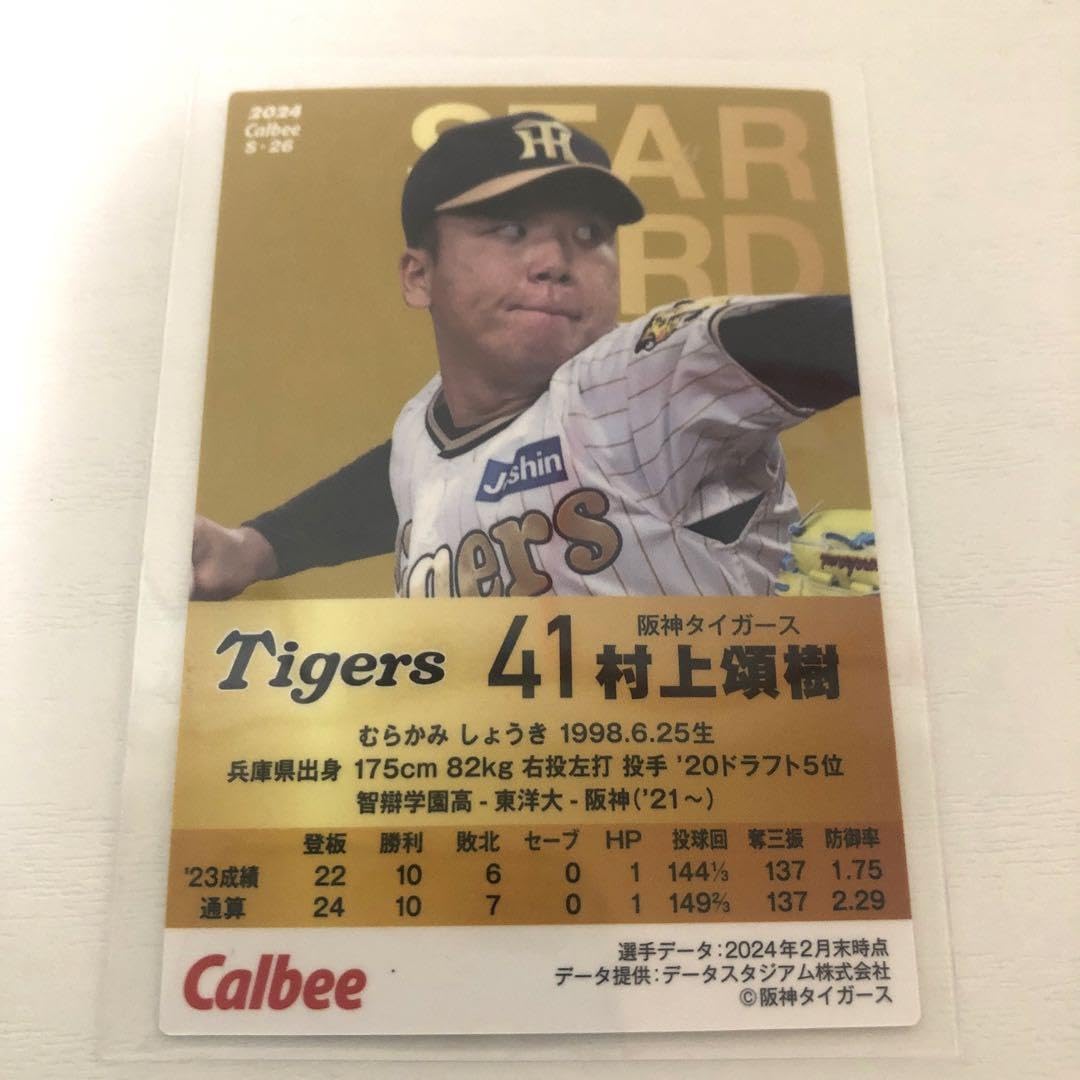 2024
Calbee
S・26
STAR
RD
Joshin
Tigers
Tigers 41 阪神タイガース
村上頌樹
むらかみ しょうき 1998.6.25生
兵庫県出身 175cm 82kg 右投左打 投手 '20ドラフト5位
智辯学園高 - 東洋大 - 阪神('21〜)
登板 勝利 敗北 セーブ HP 投球回 奪三振 防御率
'23成績 22 10 6 0 1 144⅓ 137 1.75
通算 24 10 7 0 1 149⅔ 137 2.29
Calbee
選手データ:2024年2月末時点
データ提供:データスタジアム株式会社
©阪神タイガース